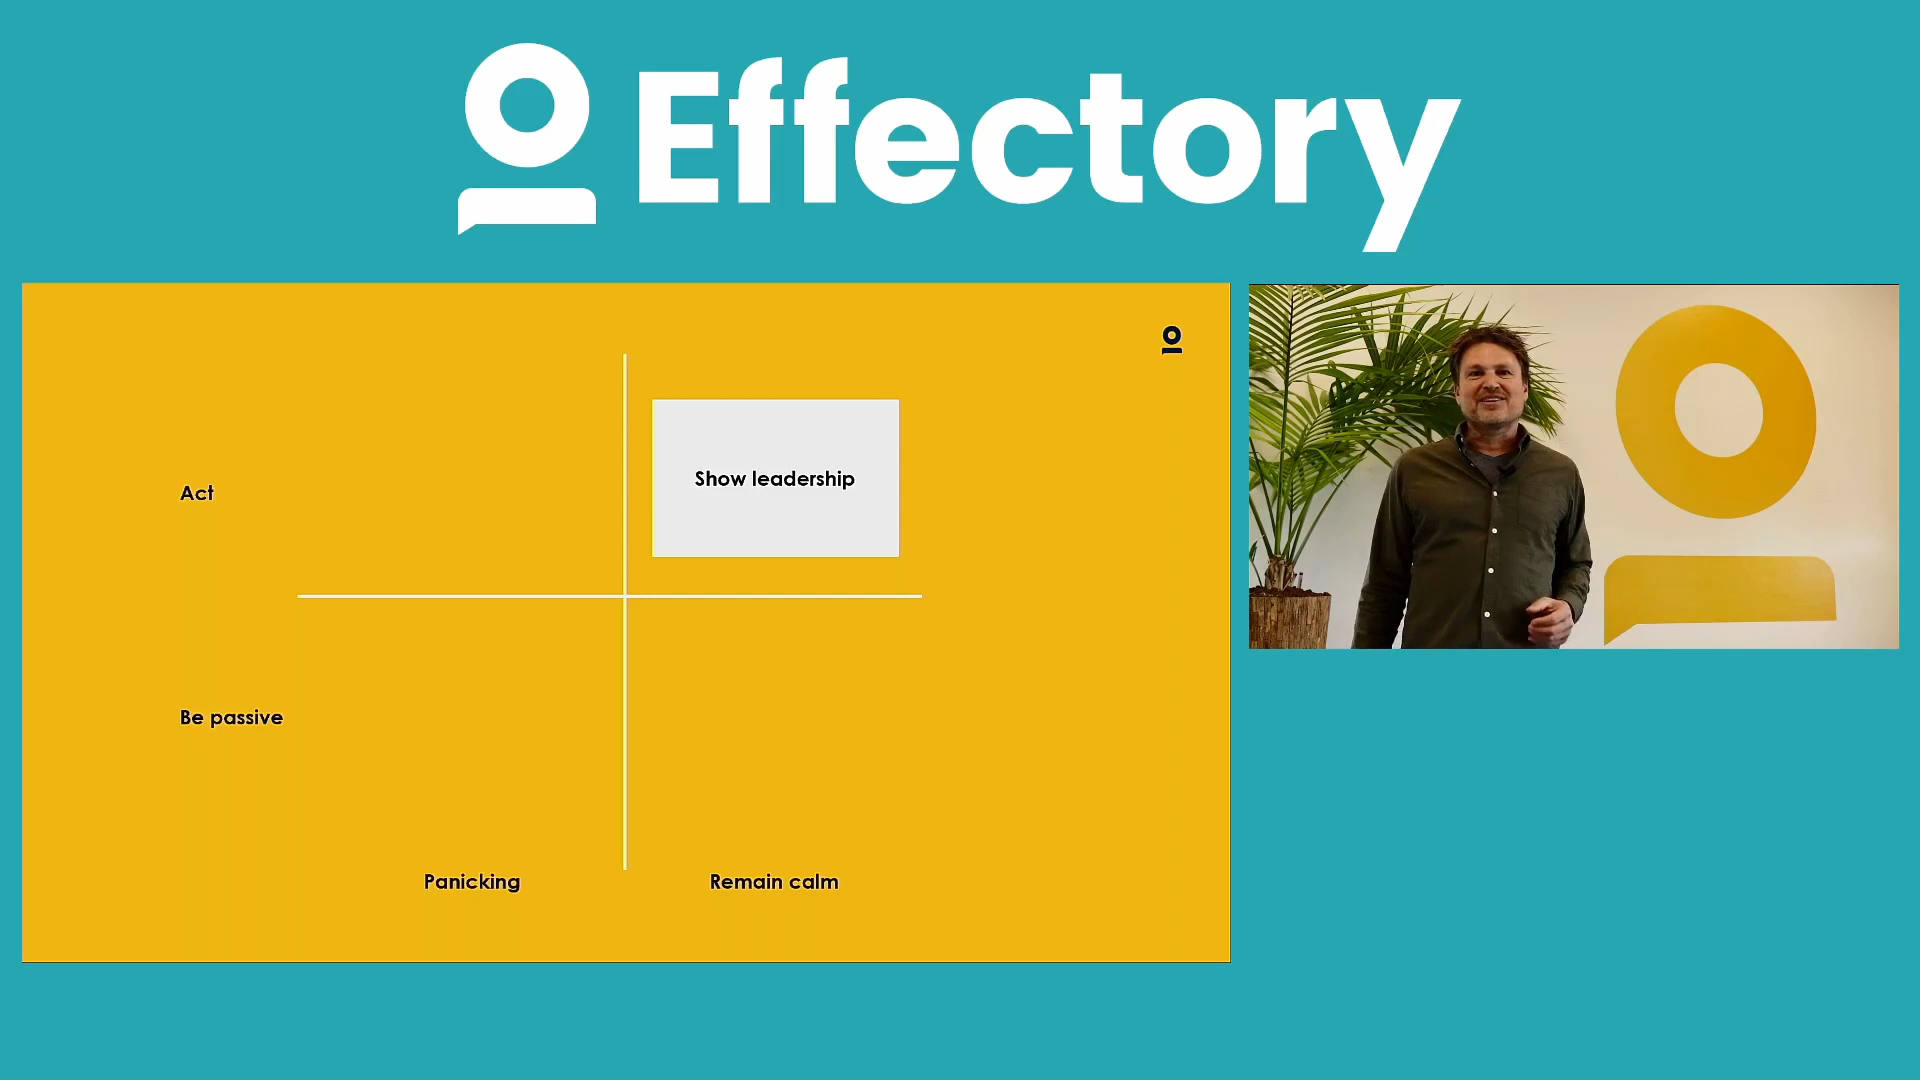 Effectory
Show leadership
Act
Be passive
Panicking
Remain calm